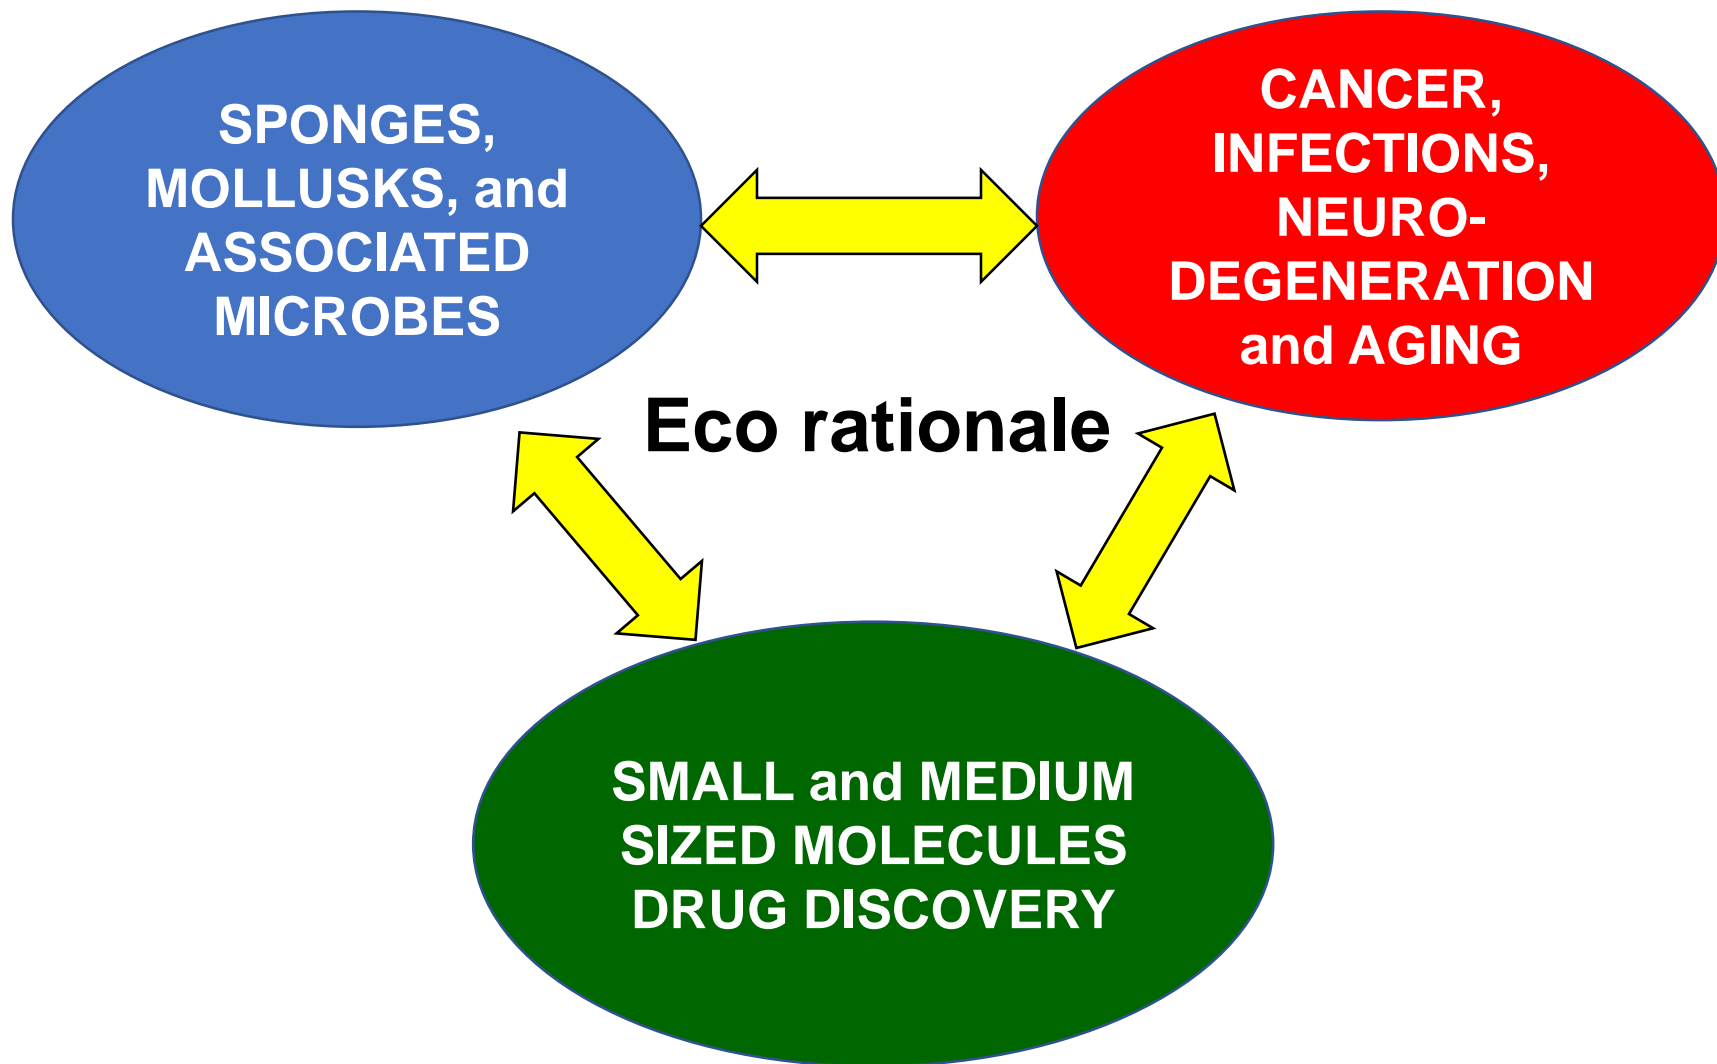 SPONGES,
MOLLUSKS, and
ASSOCIATED
MICROBES
CANCER,
INFECTIONS,
NEURO-
DEGENERATION
and AGING
Eco rationale
SMALL and MEDIUM
SIZED MOLECULES
DRUG DISCOVERY